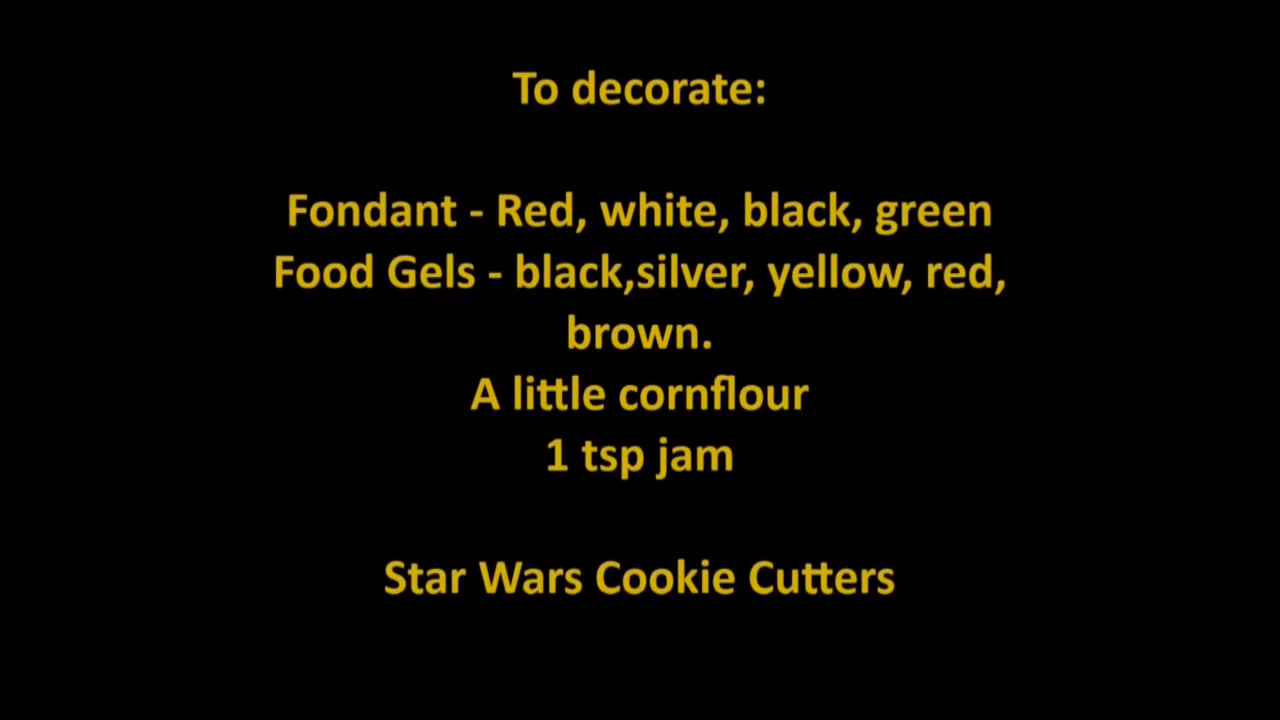 To decorate:
Fondant - Red, white, black, green
Food Gels - black,silver, yellow, red,
brown.
A little cornflour
1 tsp jam
Star Wars Cookie Cutters